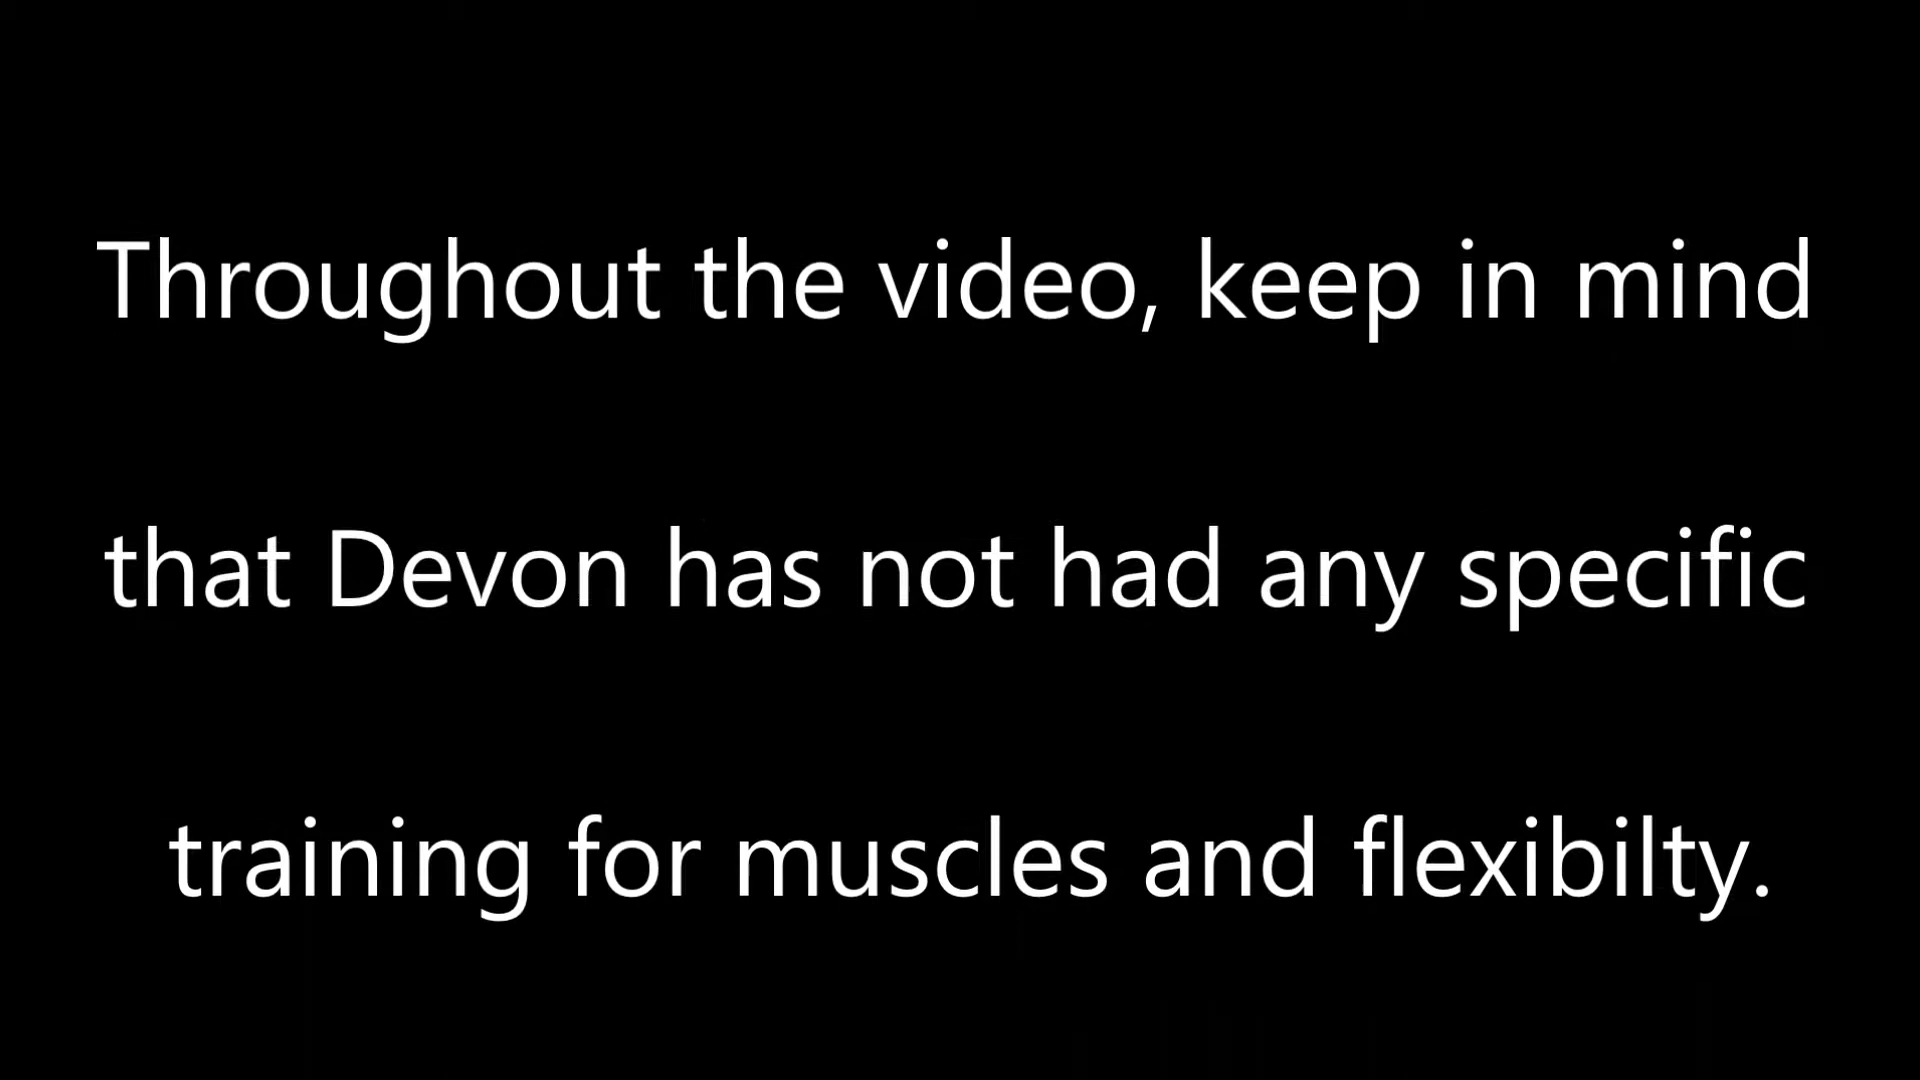 Throughout the video, keep in mind
that Devon has not had any specific
training for muscles and flexibilty.